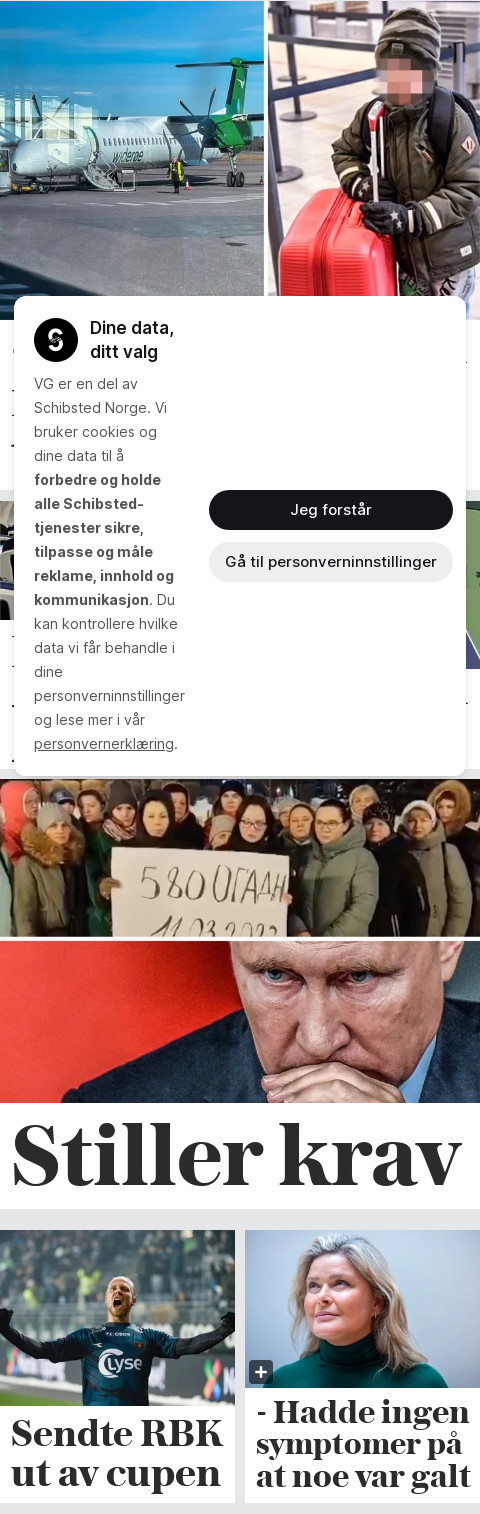 widerøe
Dine data,
ditt valg
VG er en del av
Schibsted Norge. Vi
bruker cookies og
dine data til å
forbedre og holde
alle Schibsted-
tjenester sikre,
tilpasse og måle
reklame, innhold og
kommunikasjon. Du
kan kontrollere hvilke
data vi får behandle i
dine
personverninnstillinger
og lese mer i vår
personvernerklæring.
Jeg forstår
Gå til personverninnstillinger
580 ОГАДН
11.03.2023
Stiller krav
Lyse
Sendte RBK
ut av cupen
- Hadde ingen
symptomer på
at noe var galt